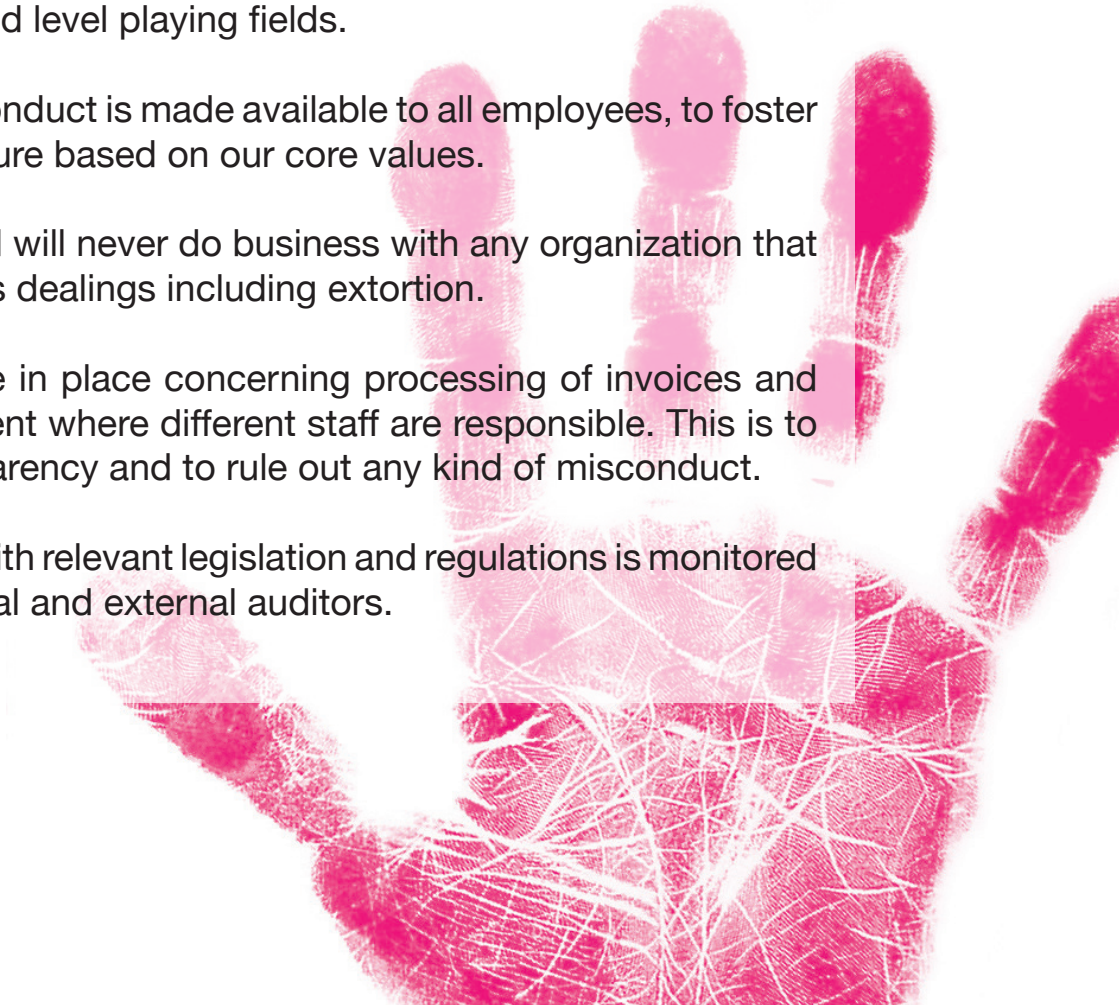 d level playing fields.
onduct is made available to all employees, to foster
ure based on our core values.
will never do business with any organization that
s dealings including extortion.
e in place concerning processing of invoices and
ent where different staff are responsible. This is to
arency and to rule out any kind of misconduct.
ith relevant legislation and regulations is monitored
al and external auditors.